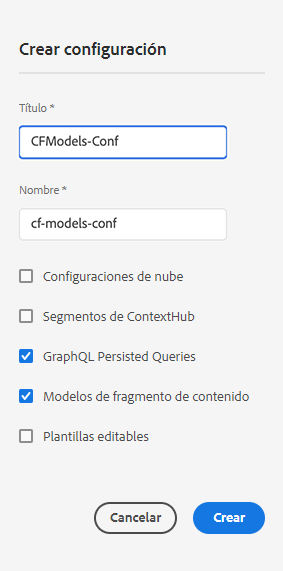 Crear configuración
Título *
CFModels-Conf
Nombre *
cf-models-conf
Configuraciones de nube
Segmentos de ContextHub
GraphQL Persisted Queries
Modelos de fragmento de contenido
Plantillas editables
Cancelar
Crear